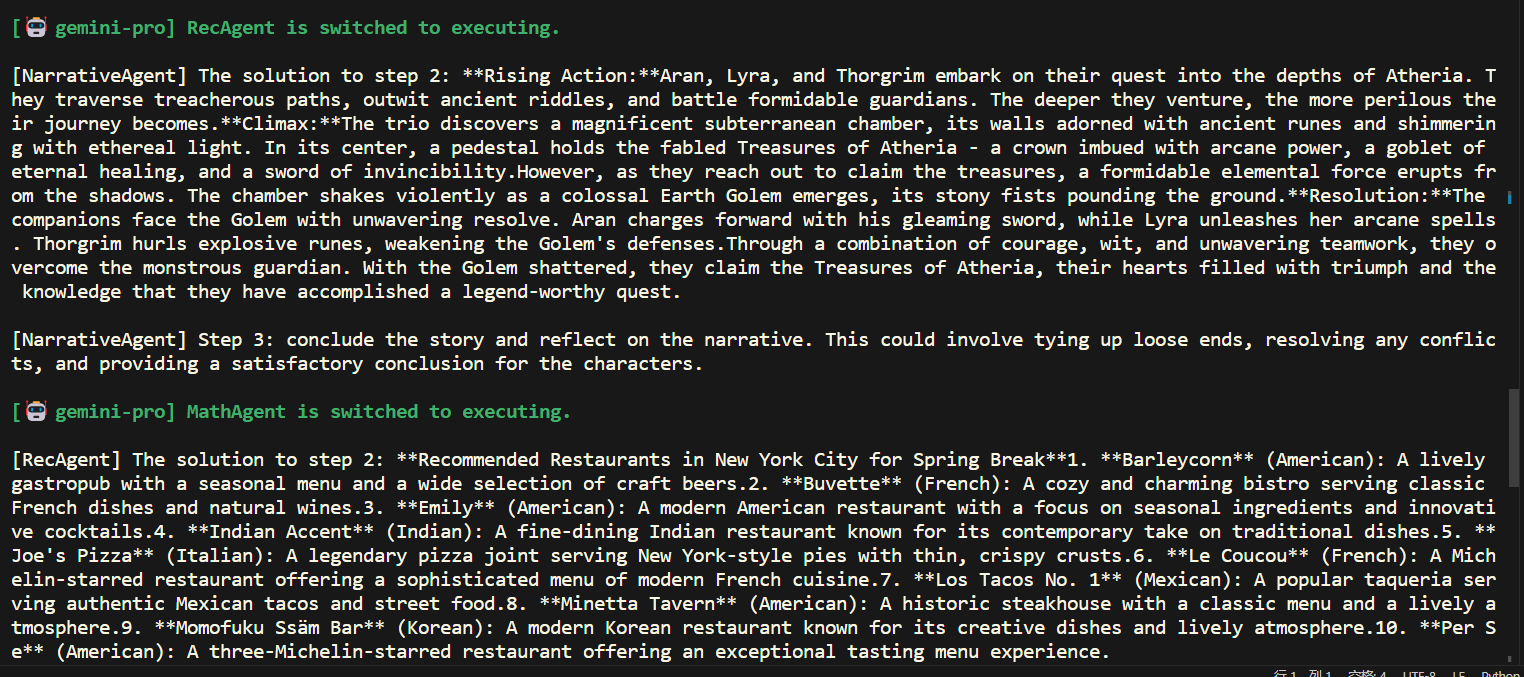 [🤖 gemini-pro] RecAgent is switched to executing.
[NarrativeAgent] The solution to step 2: **Rising Action:**Aran, Lyra, and Thorgrim embark on their quest into the depths of Atheria. T
hey traverse treacherous paths, outwit ancient riddles, and battle formidable guardians. The deeper they venture, the more perilous the
ir journey becomes.**Climax:**The trio discovers a magnificent subterranean chamber, its walls adorned with ancient runes and shimmerin
g with ethereal light. In its center, a pedestal holds the fabled Treasures of Atheria - a crown imbued with arcane power, a goblet of
eternal healing, and a sword of invincibility.However, as they reach out to claim the treasures, a formidable elemental force erupts fr
om the shadows. The chamber shakes violently as a colossal Earth Golem emerges, its stony fists pounding the ground.**Resolution:**The
companions face the Golem with unwavering resolve. Aran charges forward with his gleaming sword, while Lyra unleashes her arcane spells
. Thorgrim hurls explosive runes, weakening the Golem's defenses.Through a combination of courage, wit, and unwavering teamwork, they o
vercome the monstrous guardian. With the Golem shattered, they claim the Treasures of Atheria, their hearts filled with triumph and the
 knowledge that they have accomplished a legend-worthy quest.
[NarrativeAgent] Step 3: conclude the story and reflect on the narrative. This could involve tying up loose ends, resolving any conflic
ts, and providing a satisfactory conclusion for the characters.
[🤖 gemini-pro] MathAgent is switched to executing.
[RecAgent] The solution to step 2: **Recommended Restaurants in New York City for Spring Break**1. **Barleycorn** (American): A lively
gastropub with a seasonal menu and a wide selection of craft beers.2. **Buvette** (French): A cozy and charming bistro serving classic
French dishes and natural wines.3. **Emily** (American): A modern American restaurant with a focus on seasonal ingredients and innovati
ve cocktails.4. **Indian Accent** (Indian): A fine-dining Indian restaurant known for its contemporary take on traditional dishes.5. **
Joe's Pizza** (Italian): A legendary pizza joint serving New York-style pies with thin, crispy crusts.6. **Le Coucou** (French): A Mich
elin-starred restaurant offering a sophisticated menu of modern French cuisine.7. **Los Tacos No. 1** (Mexican): A popular taqueria ser
ving authentic Mexican tacos and street food.8. **Minetta Tavern** (American): A historic steakhouse with a classic menu and a lively a
tmosphere.9. **Momofuku Ssäm Bar** (Korean): A modern Korean restaurant known for its creative dishes and lively atmosphere.10. **Per S
e** (American): A three-Michelin-starred restaurant offering an exceptional tasting menu experience.
行 1, 列 1 空格: 4 UTF-8 LF Python